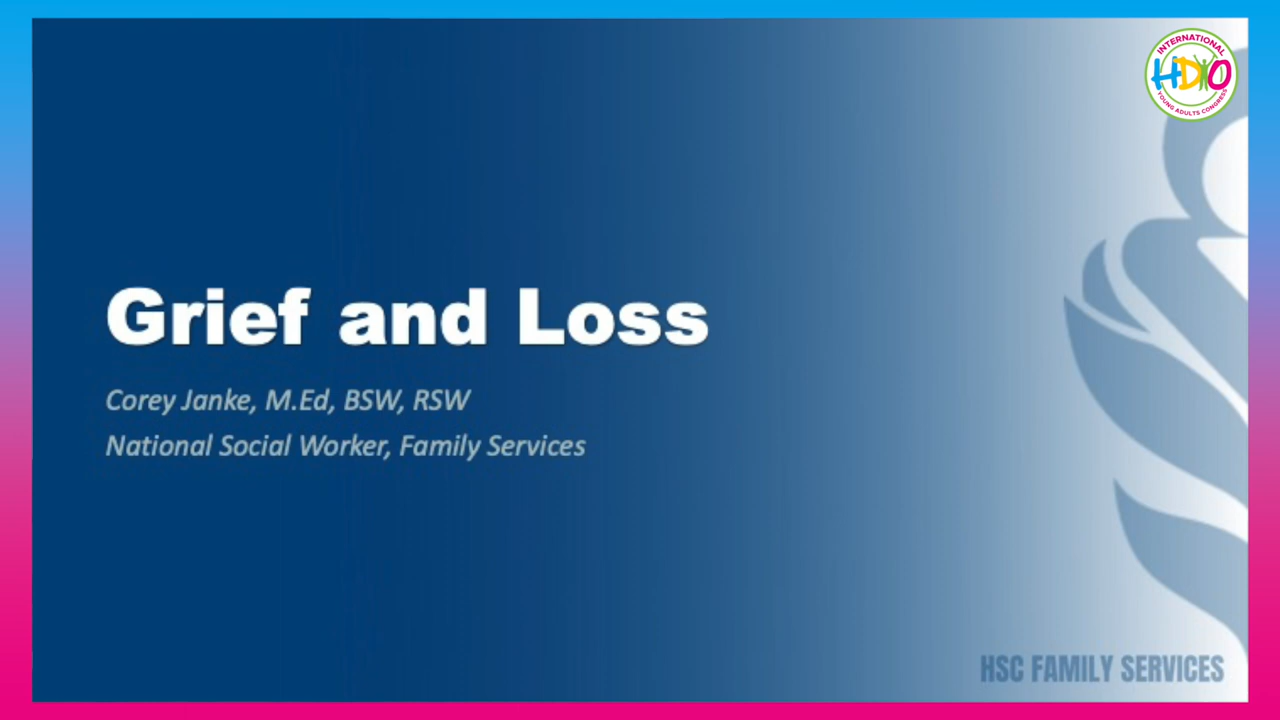 INTERNATIONAL
HDYO
YOUNG ADULTS CONGRESS
Grief and Loss
Corey Janke, M.Ed, BSW, RSW
National Social Worker, Family Services
HSC FAMILY SERVICES